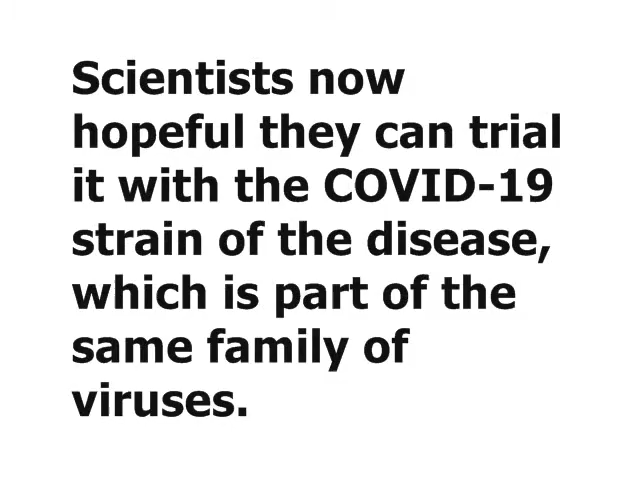 Scientists now
hopeful they can trial
it with the COVID-19
strain of the disease,
which is part of the
same family of
viruses.